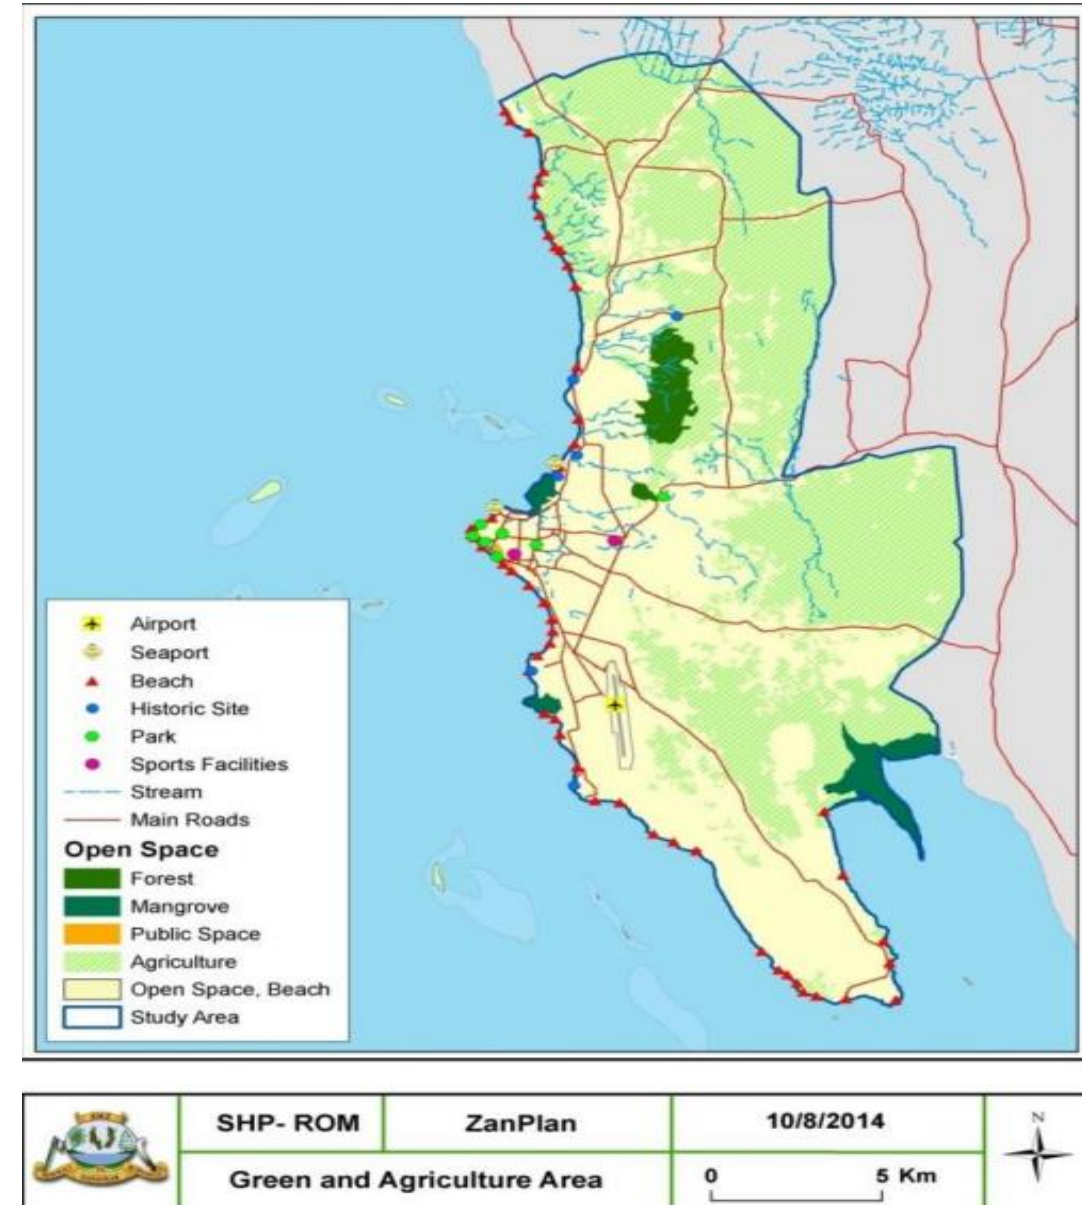 Airport
Seaport
Beach
Historic Site
Park
Sports Facilities
Stream
Main Roads
Open Space
Forest
Mangrove
Public Space
Agriculture
Open Space, Beach
Study Area
SHP- ROM
ZanPlan
10/8/2014
N
Green and Agriculture Area
0 5 Km